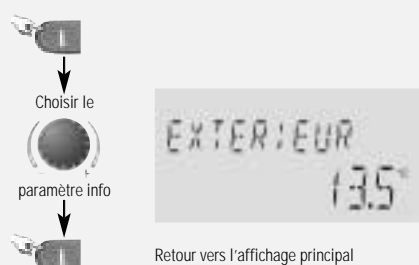 Choisir le
EXTERIEUR
13.5°
paramètre info
Retour vers l'affichage principal